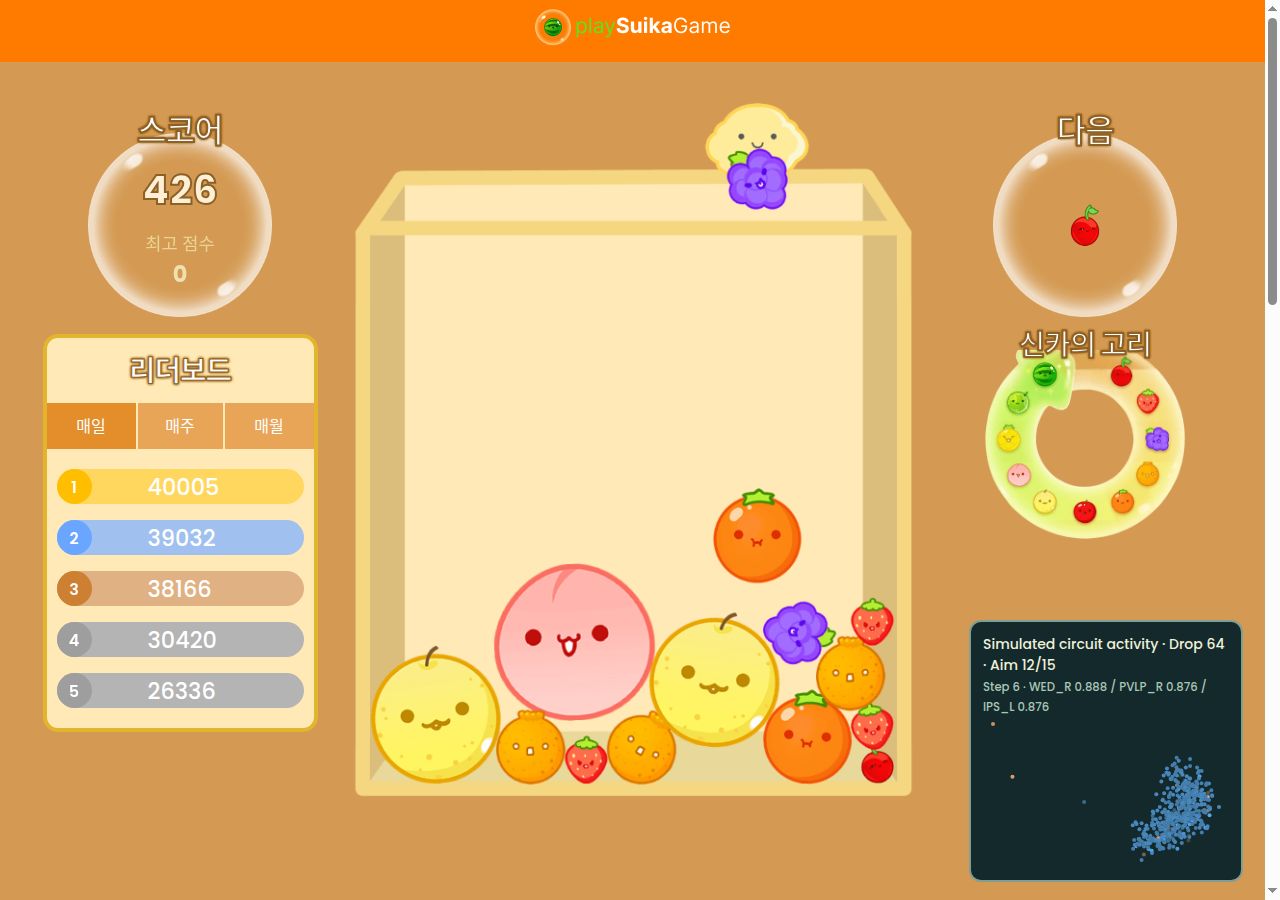 playSuikaGame
스코어
426
최고 점수
0
다음
리더보드
매일 매주 매월
1 40005
2 39032
3 38166
4 30420
5 26336
신카의 고리
Simulated circuit activity · Drop 64
· Aim 12/15
Step 6 · WED_R 0.888 / PVLP_R 0.876 /
IPS_L 0.876